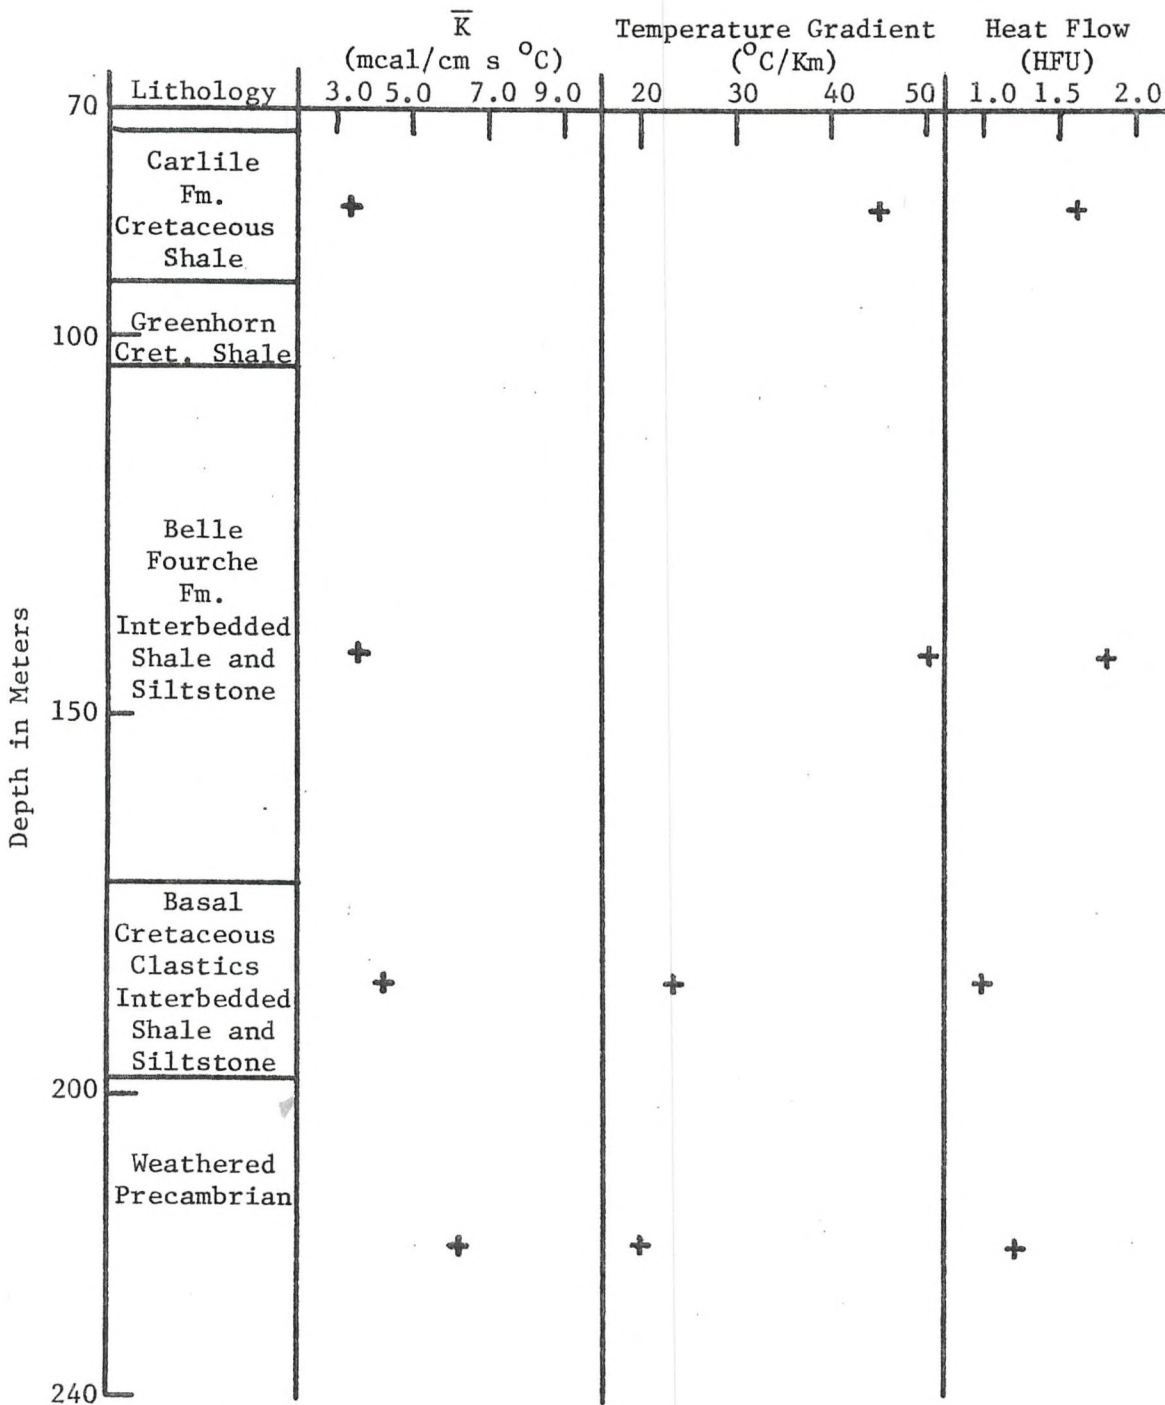 K̅
(mcal/cm s °C)
Temperature Gradient
(°C/Km)
Heat Flow
(HFU)
Lithology
3.0 5.0 7.0 9.0
20 30 40 50
1.0 1.5 2.0
70
Carlile
Fm.
Cretaceous
Shale
Greenhorn
Cret. Shale
100
Belle
Fourche
Fm.
Interbedded
Shale and
Siltstone
Depth in Meters
150
Basal
Cretaceous
Clastics
Interbedded
Shale and
Siltstone
200
Weathered
Precambrian
240